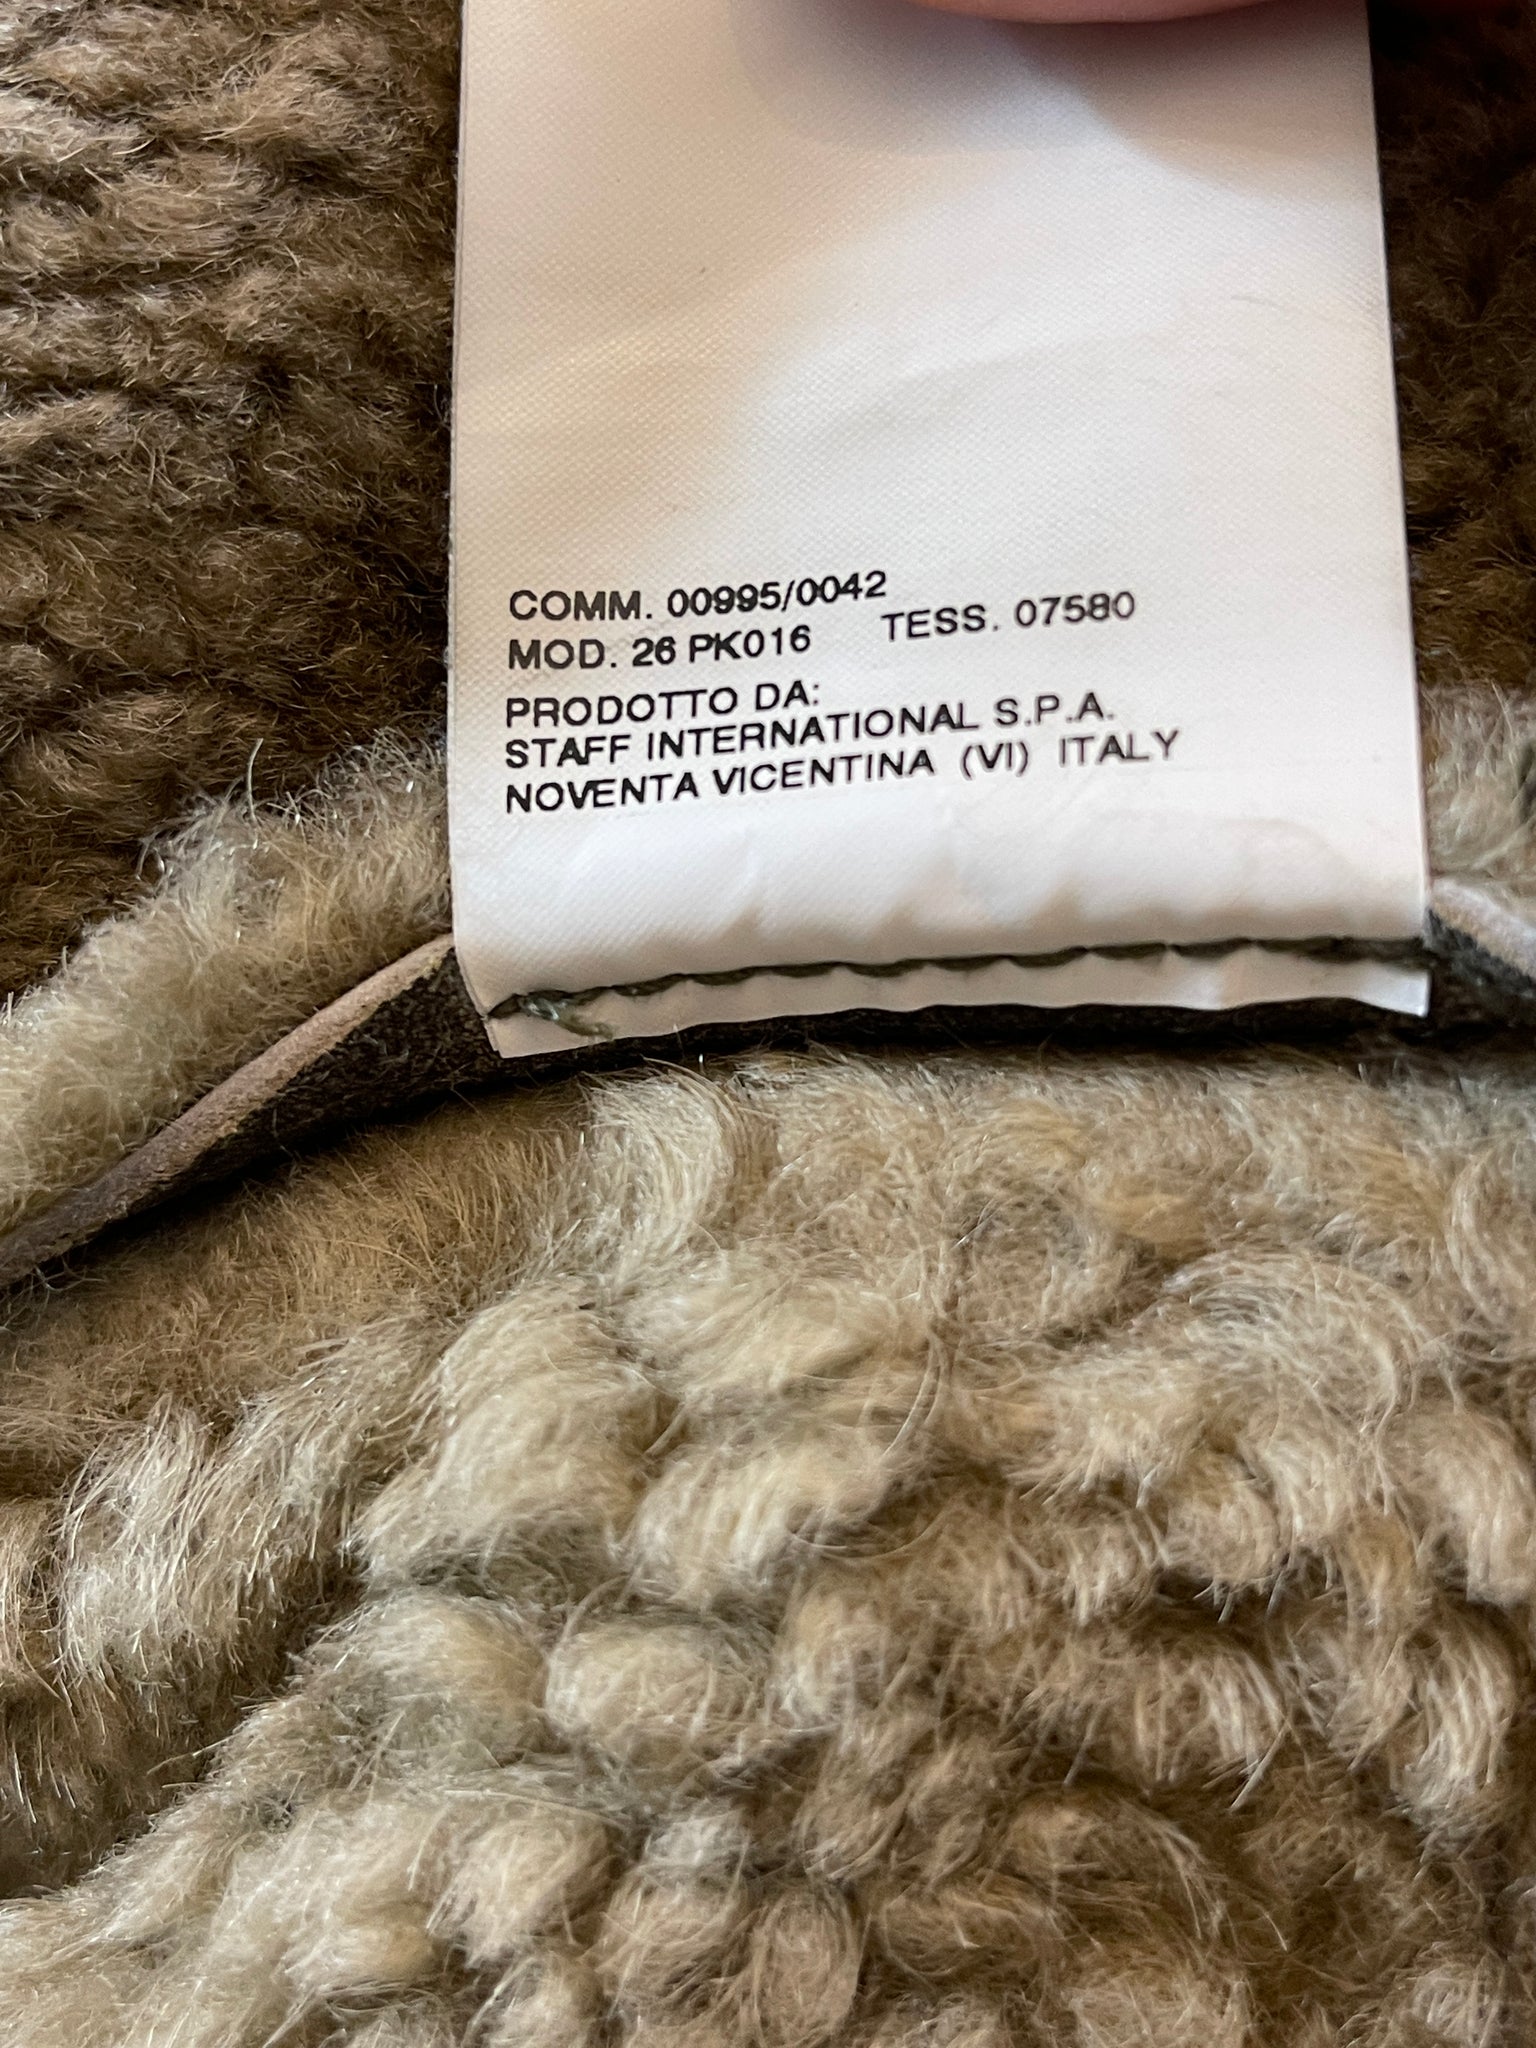 COMM. 00995/0042
MOD. 26 PK016 TESS. 07580
PRODOTTO DA:
STAFF INTERNATIONAL S.P.A.
NOVENTA VICENTINA (VI) ITALY